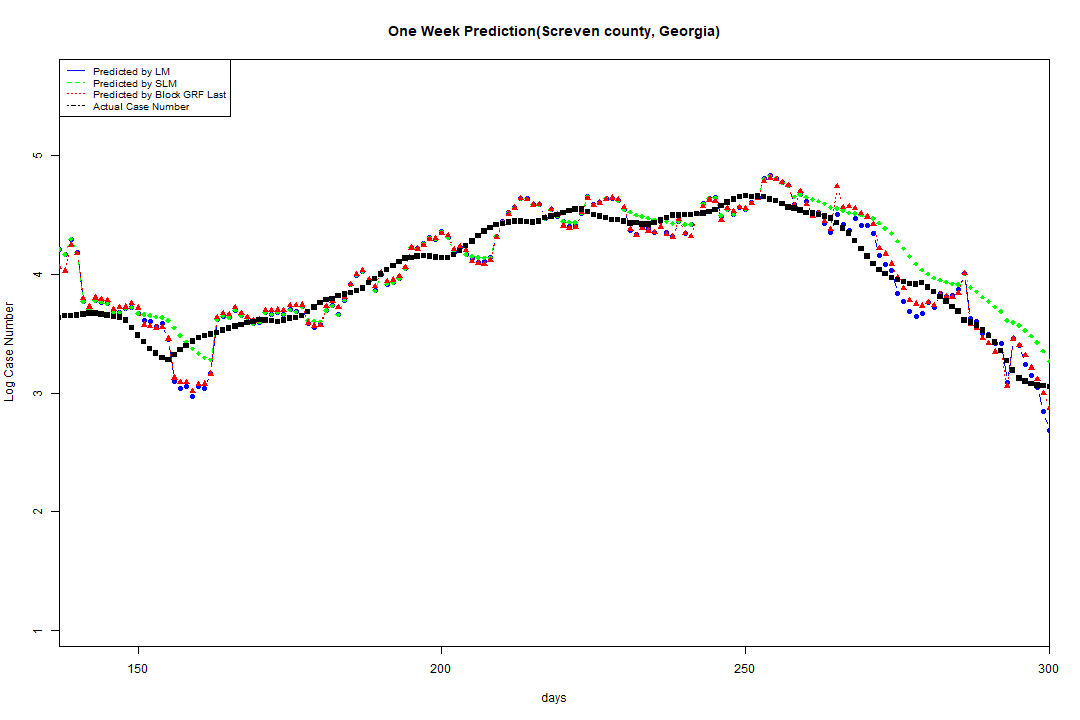 One Week Prediction(Screven county, Georgia)
Predicted by LM
Predicted by SLM
Predicted by Block GRF Last
Actual Case Number
5
4
3
2
1
Log Case Number
150 200 250 300
days